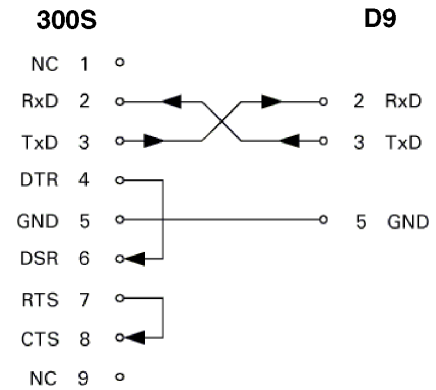 300S D9
NC 1
RxD 2 2 RxD
TxD 3 3 TxD
DTR 4
GND 5 5 GND
DSR 6
RTS 7
CTS 8
NC 9